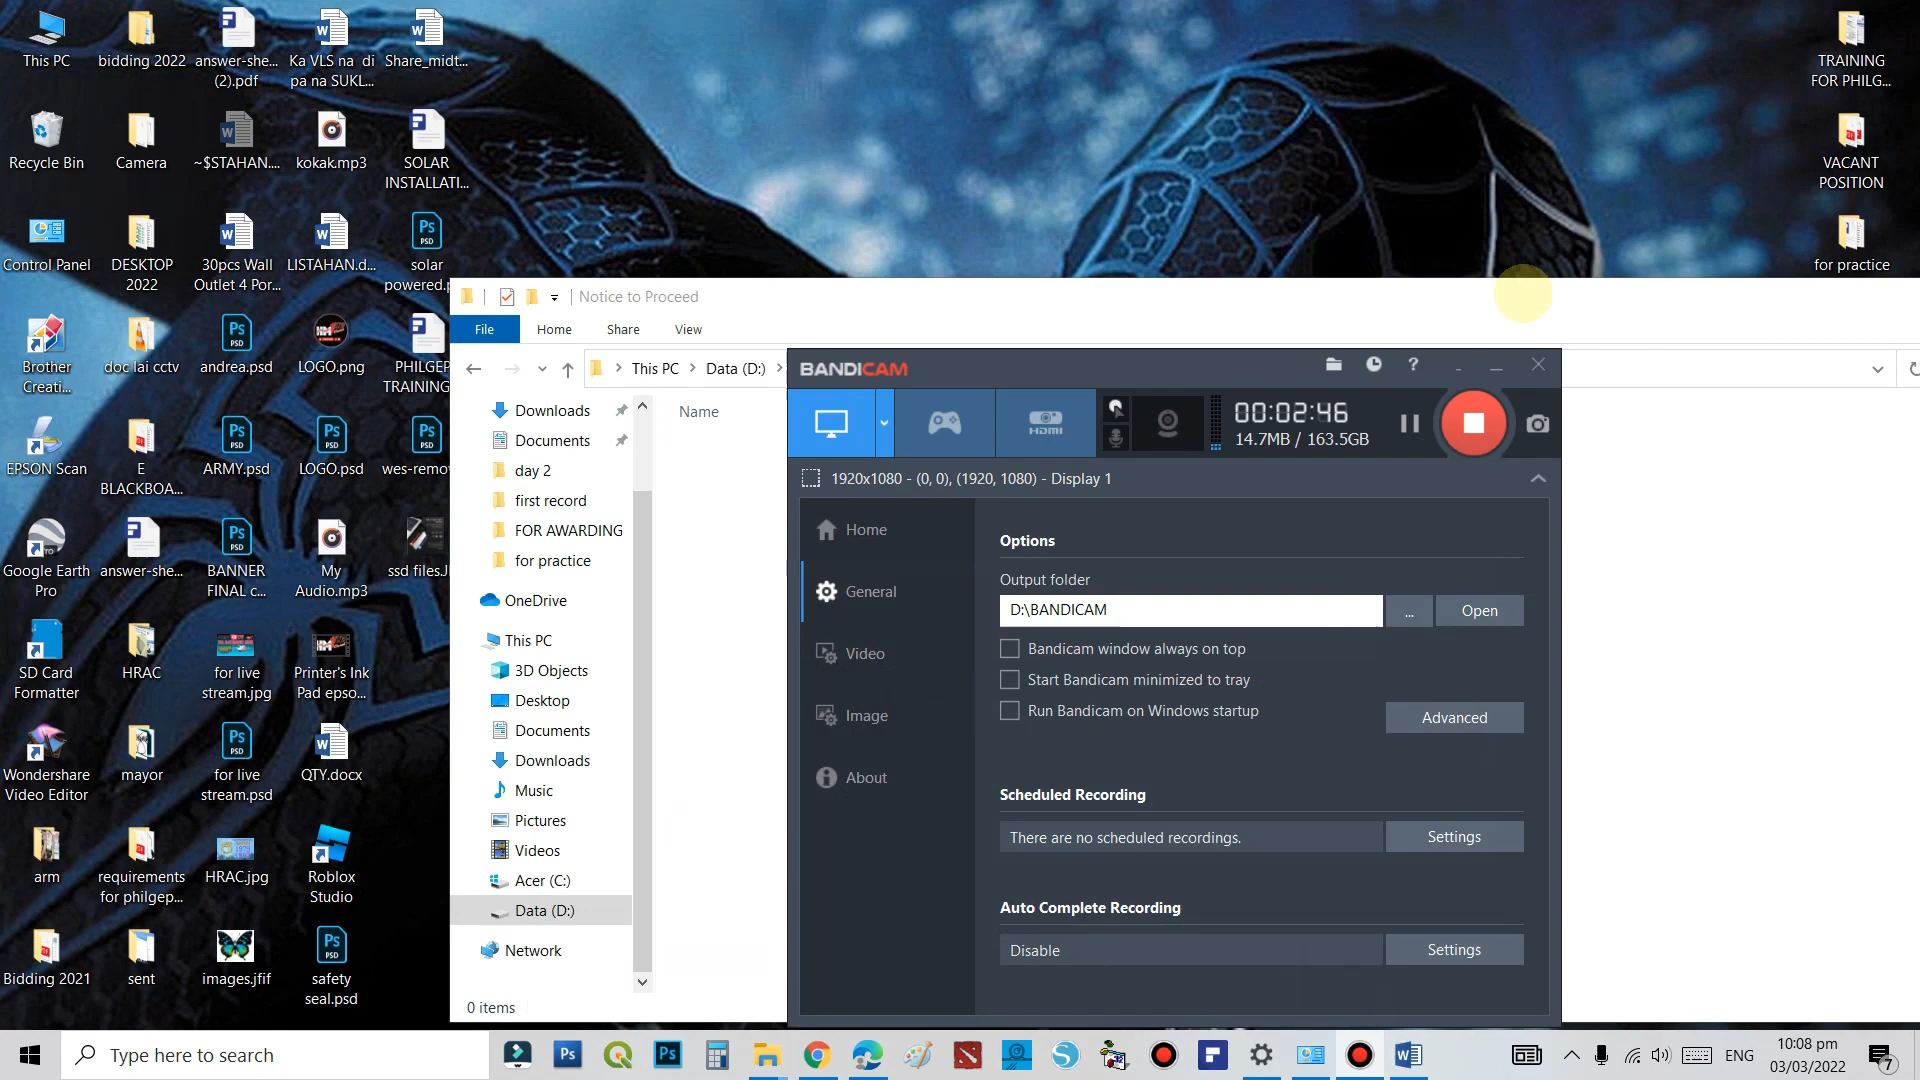 This PC
bidding 2022
answer-she...
(2).pdf
Ka VLS na di
pa na SUKL...
Share_midt...
TRAINING
FOR PHILG...
Recycle Bin
Camera
~$STAHAN....
kokak.mp3
SOLAR
INSTALLATI...
VACANT
POSITION
Control Panel
DESKTOP
2022
30pcs Wall
Outlet 4 Por...
LISTAHAN.d...
solar
powered.p
for practice
Brother
Creati...
doc lai cctv
andrea.psd
LOGO.png
PHILGEP
TRAINING
EPSON Scan
E
BLACKBOA...
ARMY.psd
LOGO.psd
wes-remov
Google Earth
Pro
answer-she...
BANNER
FINAL c...
My
Audio.mp3
ssd files.J
SD Card
Formatter
HRAC
for live
stream.jpg
Printer's Ink
Pad epso...
Wondershare
Video Editor
mayor
for live
stream.psd
QTY.docx
arm
requirements
for philgep...
HRAC.jpg
Roblox
Studio
Bidding 2021
sent
images.jfif
safety
seal.psd
Notice to Proceed
File
Home
Share
View
This PC
Data (D:)
Downloads
Documents
day 2
first record
FOR AWARDING
for practice
OneDrive
This PC
3D Objects
Desktop
Documents
Downloads
Music
Pictures
Videos
Acer (C:)
Data (D:)
Network
Name
0 items
BANDICAM
HDMI
00:02:46
14.7MB / 163.5GB
1920x1080 - (0, 0), (1920, 1080) - Display 1
Home
General
Video
Image
About
Options
Output folder
D:\BANDICAM
...
Open
Bandicam window always on top
Start Bandicam minimized to tray
Run Bandicam on Windows startup
Advanced
Scheduled Recording
There are no scheduled recordings.
Settings
Auto Complete Recording
Disable
Settings
Type here to search
ENG
10:08 pm
03/03/2022
7